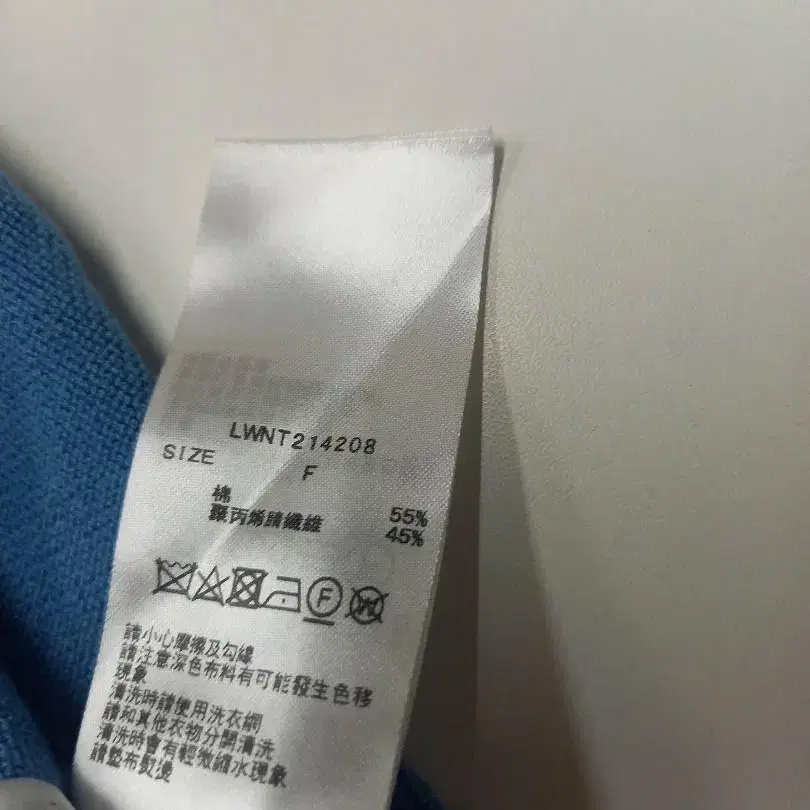 LWNT214208
SIZE F
棉 55%
聚丙烯腈纖維 45%
F
W
請小心摩擦及勾線
請注意深色布料有可能發生色移
現象
清洗時請使用洗衣網
請和其他衣物分開清洗
清洗時會有輕微縮水現象
請墊布熨燙